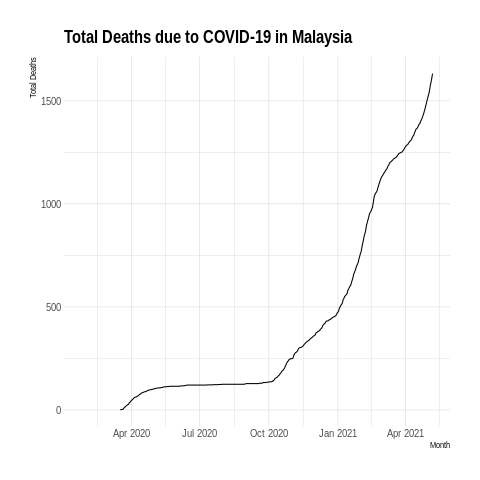 Total Deaths due to COVID-19 in Malaysia
Total Deaths
1500
1000
500
0
Apr 2020 Jul 2020 Oct 2020 Jan 2021 Apr 2021
Month